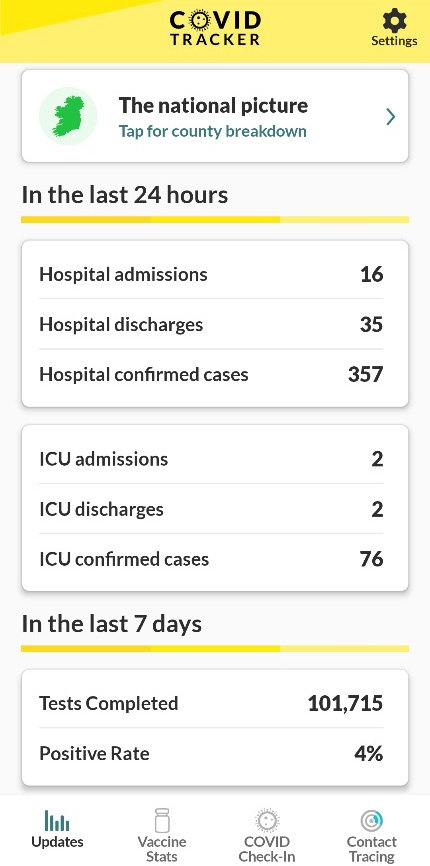 COVID
TRACKER
Settings
The national picture
Tap for county breakdown
In the last 24 hours
Hospital admissions 16
Hospital discharges 35
Hospital confirmed cases 357
ICU admissions 2
ICU discharges 2
ICU confirmed cases 76
In the last 7 days
Tests Completed 101,715
Positive Rate 4%
Updates
Vaccine
Stats
COVID
Check-In
Contact
Tracing